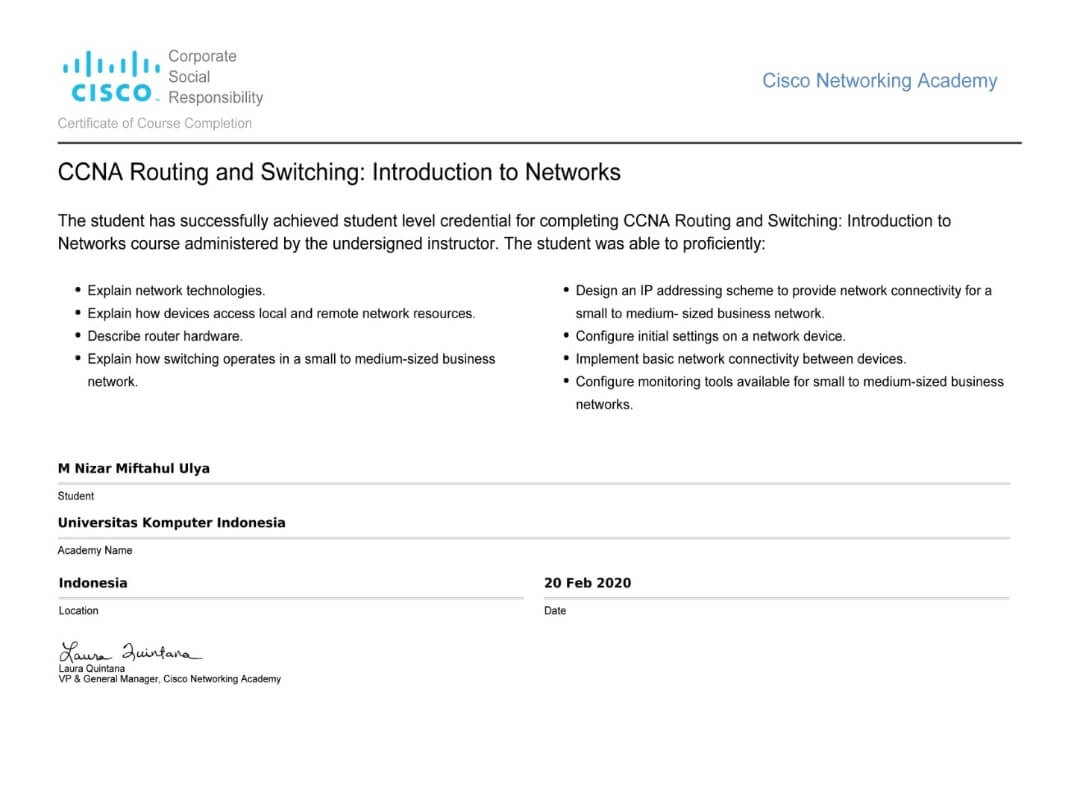 Corporate
Social
CISCO™ Responsibility
Cisco Networking Academy
Certificate of Course Completion
CCNA Routing and Switching: Introduction to Networks
The student has successfully achieved student level credential for completing CCNA Routing and Switching: Introduction to
Networks course administered by the undersigned instructor. The student was able to proficiently:
• Explain network technologies.
• Explain how devices access local and remote network resources.
• Describe router hardware.
• Explain how switching operates in a small to medium-sized business
network.
• Design an IP addressing scheme to provide network connectivity for a
small to medium- sized business network.
• Configure initial settings on a network device.
• Implement basic network connectivity between devices.
• Configure monitoring tools available for small to medium-sized business
networks.
M Nizar Miftahul Ulya
Student
Universitas Komputer Indonesia
Academy Name
Indonesia
Location
20 Feb 2020
Date
Laura Quintana
Laura Quintana
VP & General Manager, Cisco Networking Academy